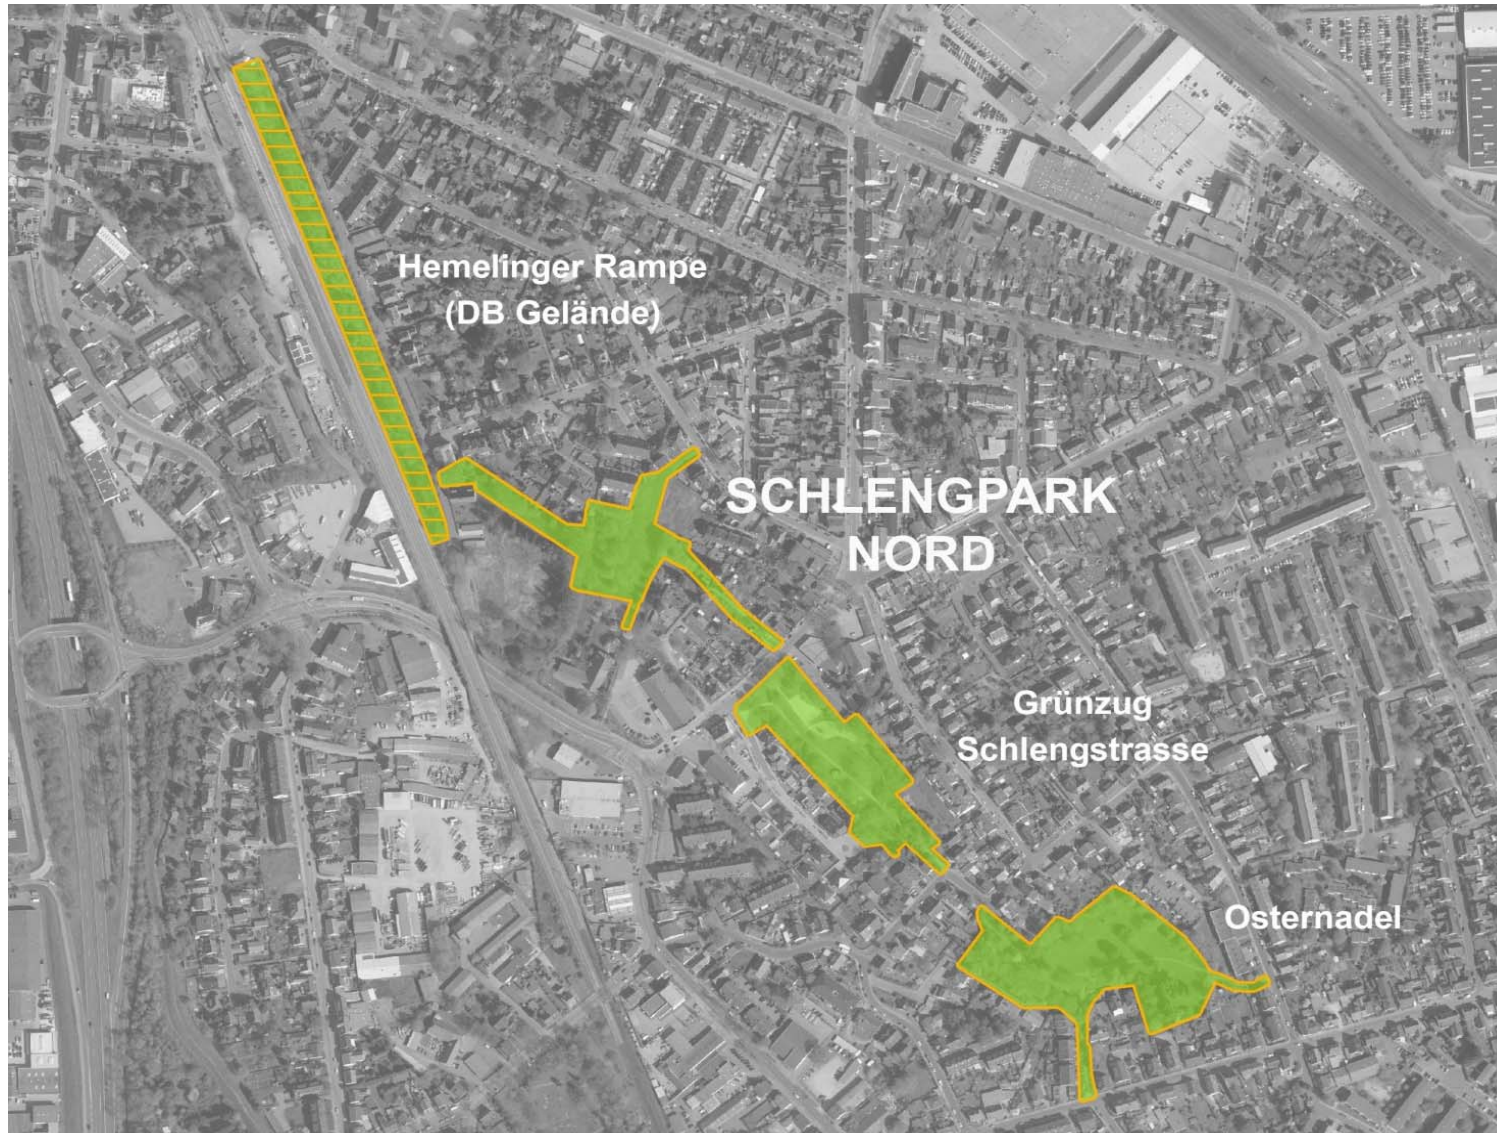 Hemelinger Rampe
(DB Gelände)
SCHLENGPARK
NORD
Grünzug
Schlengstrasse
Osternadel